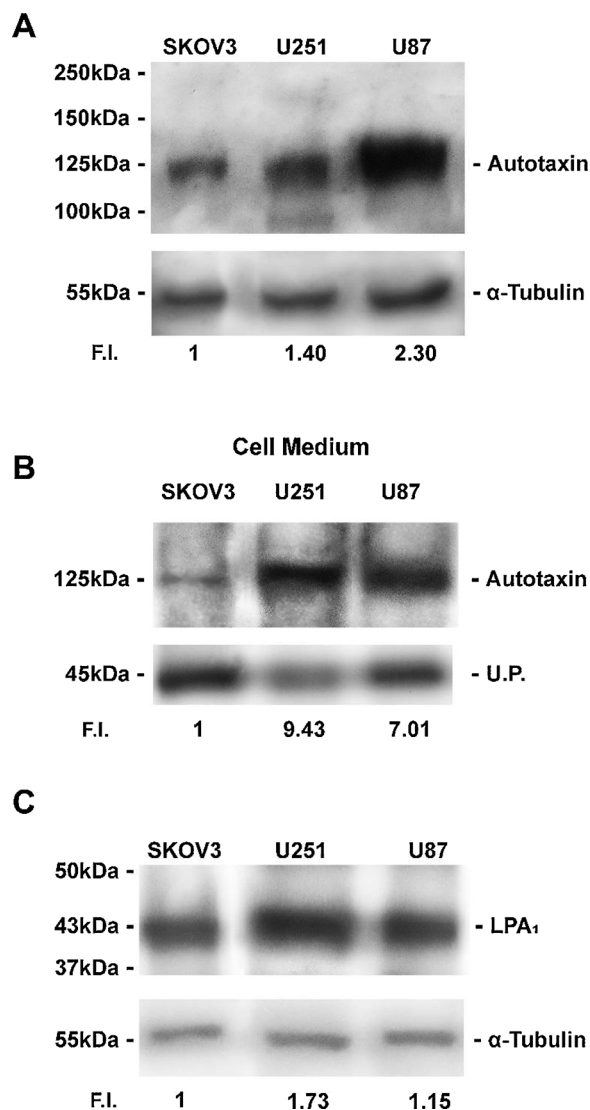 A
SKOV3 U251 U87
250kDa -
150kDa -
125kDa - - Autotaxin
100kDa -
55kDa - - α-Tubulin
F.I. 1 1.40 2.30
Cell Medium
B
SKOV3 U251 U87
125kDa - - Autotaxin
45kDa - - U.P.
F.I. 1 9.43 7.01
C
SKOV3 U251 U87
50kDa -
43kDa - - LPA₁
37kDa -
55kDa - - α-Tubulin
F.I. 1 1.73 1.15